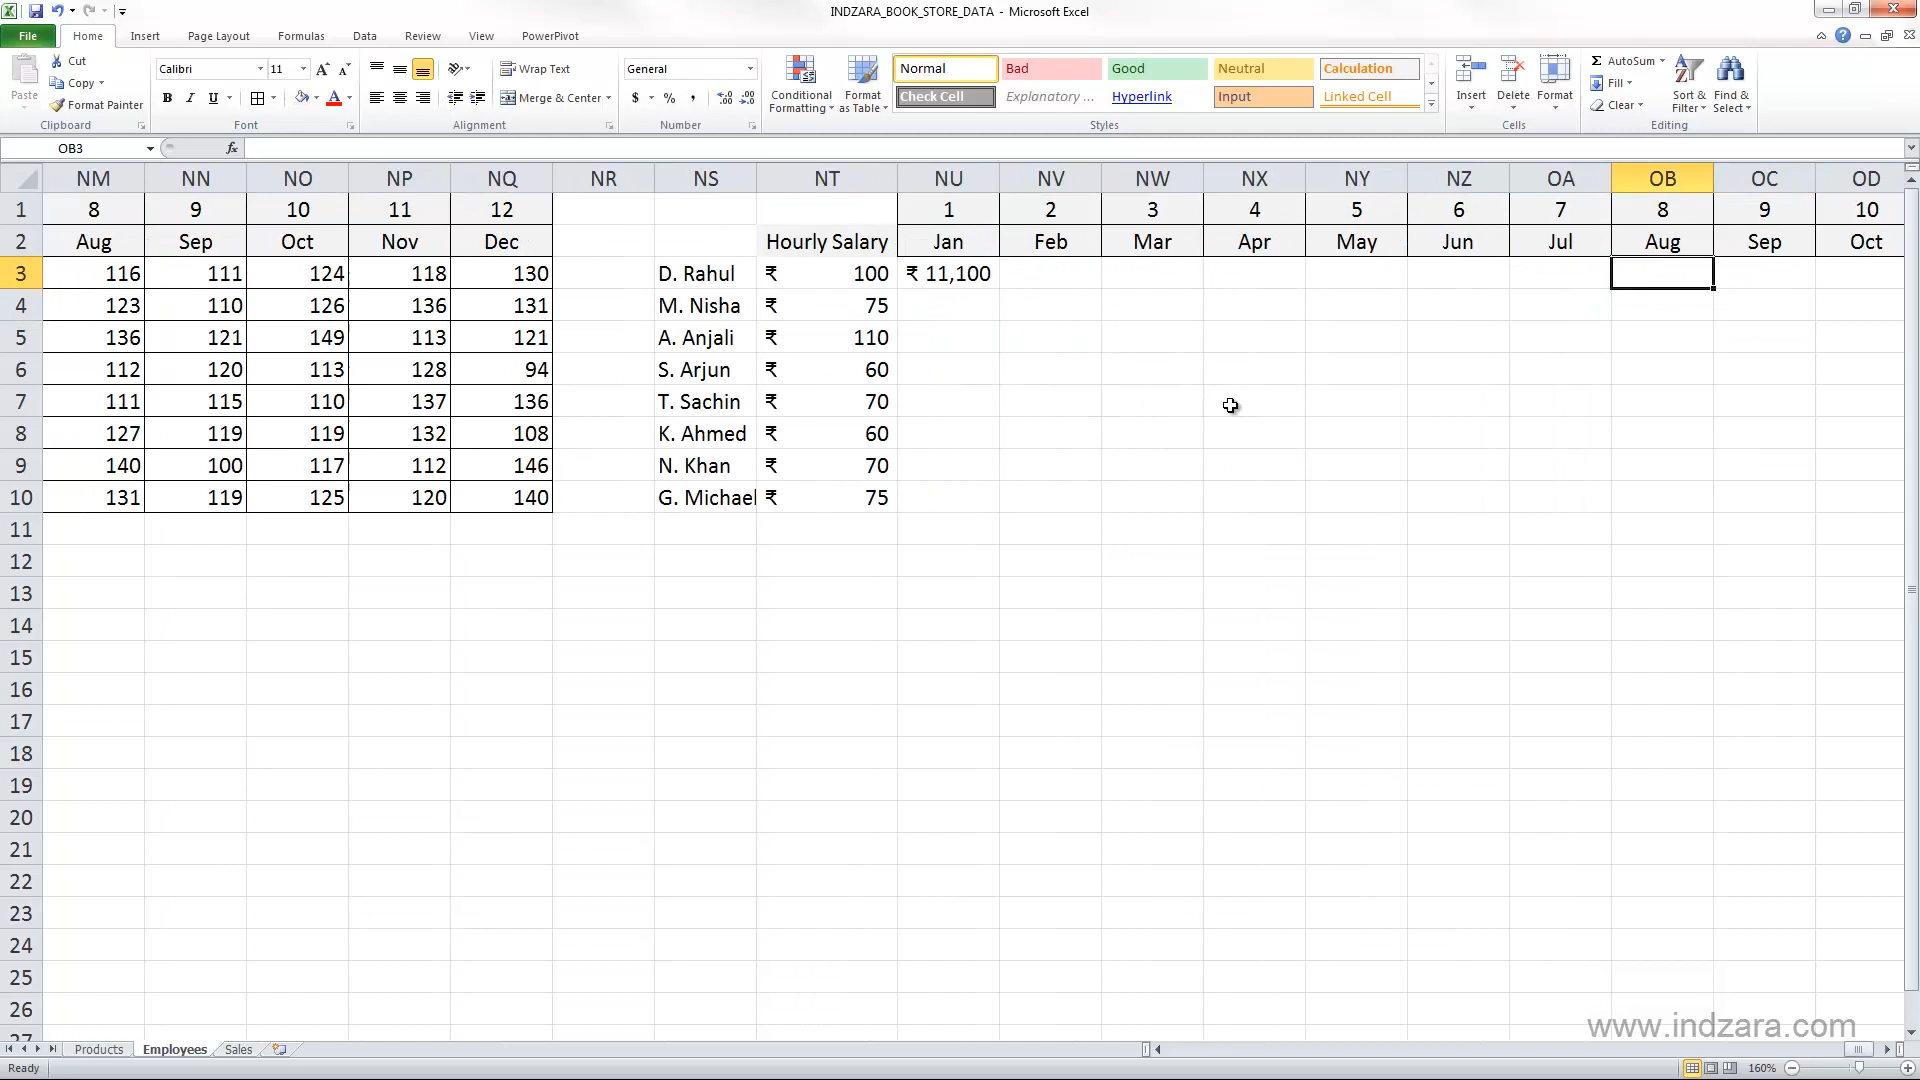 INDZARA_BOOK_STORE_DATA - Microsoft Excel
File Home Insert Page Layout Formulas Data Review View PowerPivot
Paste
Cut
Copy
Format Painter
Clipboard
Calibri 11
B I U
Font
Wrap Text
Merge & Center
Alignment
General
$ % ,
Number
Conditional Formatting
Format as Table
Normal Bad Good Neutral Calculation
Check Cell Explanatory ... Hyperlink Input Linked Cell
Styles
Insert Delete Format
Cells
Σ AutoSum
Fill
Clear
Sort & Filter
Find & Select
Editing
OB3 fx
NM NN NO NP NQ NR NS NT NU NV NW NX NY NZ OA OB OC OD
1 8 9 10 11 12 1 2 3 4 5 6 7 8 9 10
2 Aug Sep Oct Nov Dec Hourly Salary Jan Feb Mar Apr May Jun Jul Aug Sep Oct
3 116 111 124 118 130 D. Rahul ₹ 100 ₹ 11,100
4 123 110 126 136 131 M. Nisha ₹ 75
5 136 121 149 113 121 A. Anjali ₹ 110
6 112 120 113 128 94 S. Arjun ₹ 60
7 111 115 110 137 136 T. Sachin ₹ 70
8 127 119 119 132 108 K. Ahmed ₹ 60
9 140 100 117 112 146 N. Khan ₹ 70
10 131 119 125 120 140 G. Michael ₹ 75
11
12
13
14
15
16
17
18
19
20
21
22
23
24
25
26
27
www.indzara.com
Products Employees Sales
Ready 160%